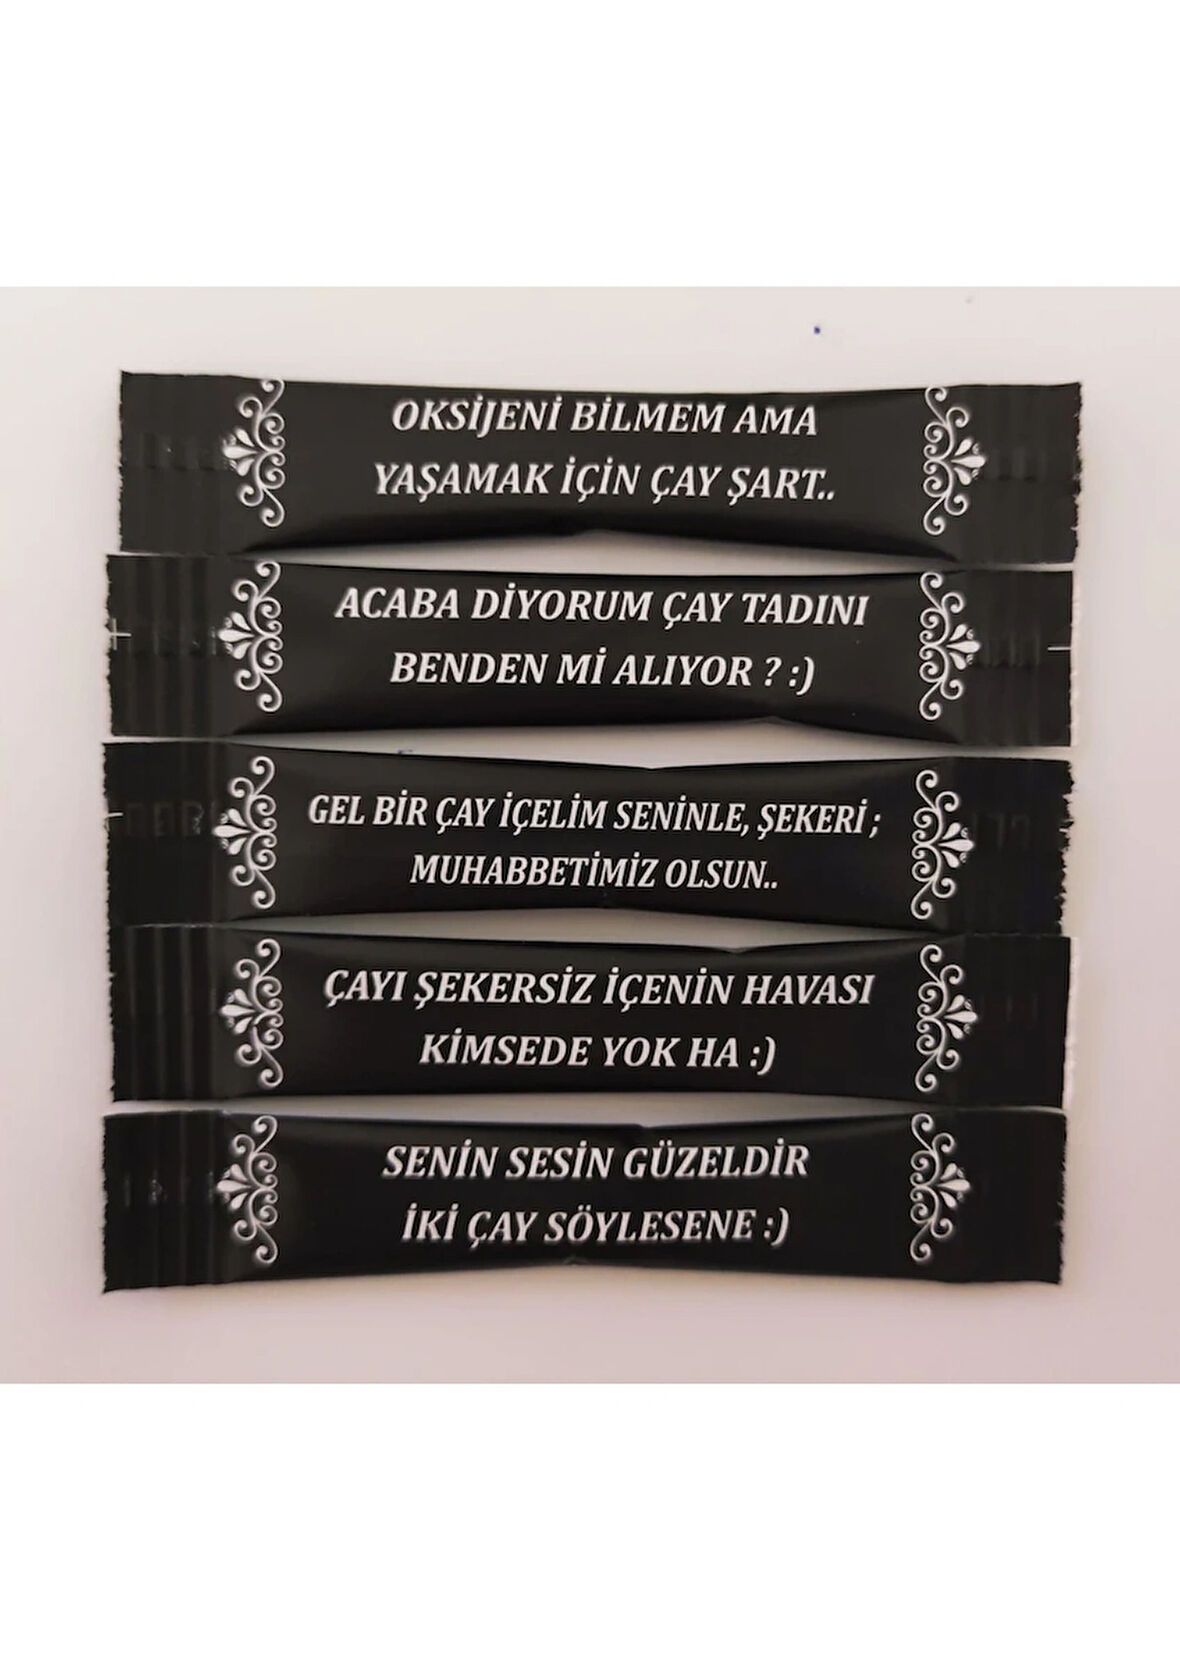 OKSİJENİ BİLMEM AMA
YAŞAMAK İÇİN ÇAY ŞART..
ACABA DİYORUM ÇAY TADINI
BENDEN Mİ ALIYOR ? :)
GEL BİR ÇAY İÇELİM SENİNLE, ŞEKERİ ;
MUHABBETİMİZ OLSUN..
ÇAYI ŞEKERSİZ İÇENİN HAVASI
KİMSEDE YOK HA :)
SENİN SESİN GÜZELDİR
İKİ ÇAY SÖYLESENE :)